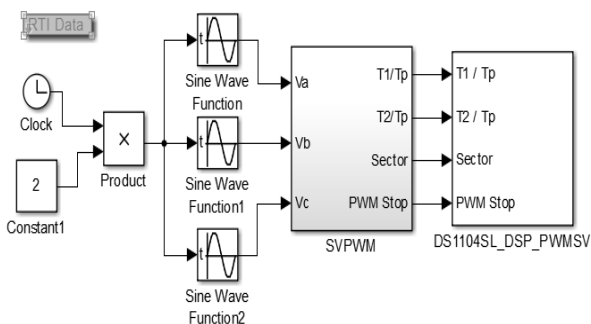 RTI Data
t
Sine Wave
Function
Clock
2
Constant1
×
Product
t
Sine Wave
Function1
t
Sine Wave
Function2
Va
Vb
Vc
T1/Tp
T2/Tp
Sector
PWM Stop
SVPWM
T1 / Tp
T2 / Tp
Sector
PWM Stop
DS1104SL_DSP_PWMSV